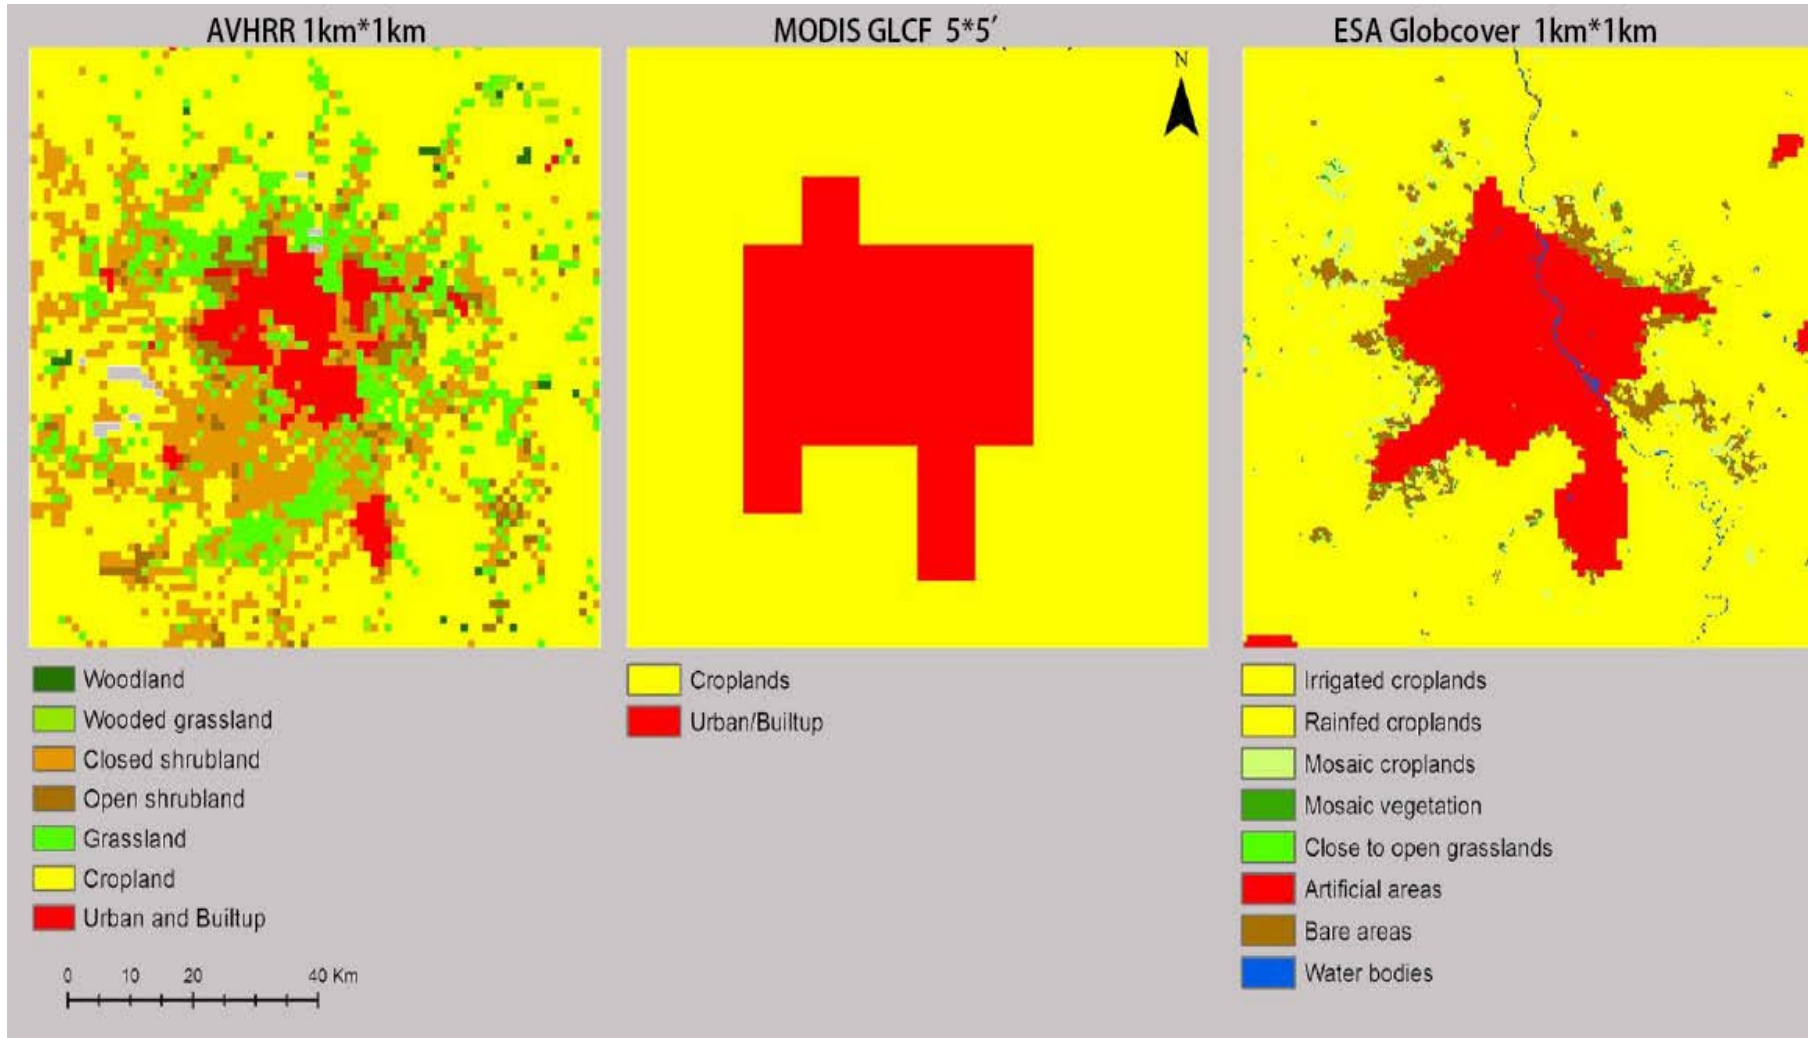 AVHRR 1km*1km
MODIS GLCF 5*5′
ESA Globcover 1km*1km
N
Woodland
Wooded grassland
Closed shrubland
Open shrubland
Grassland
Cropland
Urban and Builtup
0 10 20 40 Km
Croplands
Urban/Builtup
Irrigated croplands
Rainfed croplands
Mosaic croplands
Mosaic vegetation
Close to open grasslands
Artificial areas
Bare areas
Water bodies